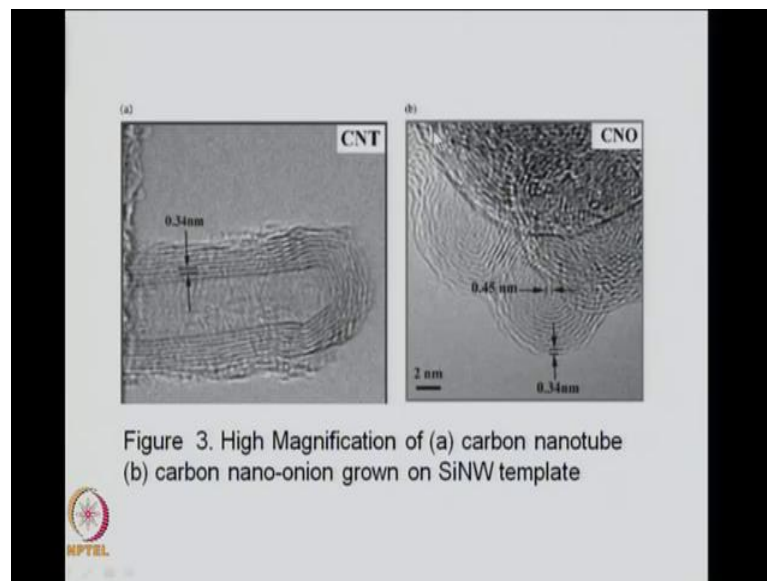 (a)
(b)
CNT
CNO
0.34nm
0.45 nm
2 nm
0.34nm
Figure 3. High Magnification of (a) carbon nanotube
(b) carbon nano-onion grown on SiNW template
NPTEL